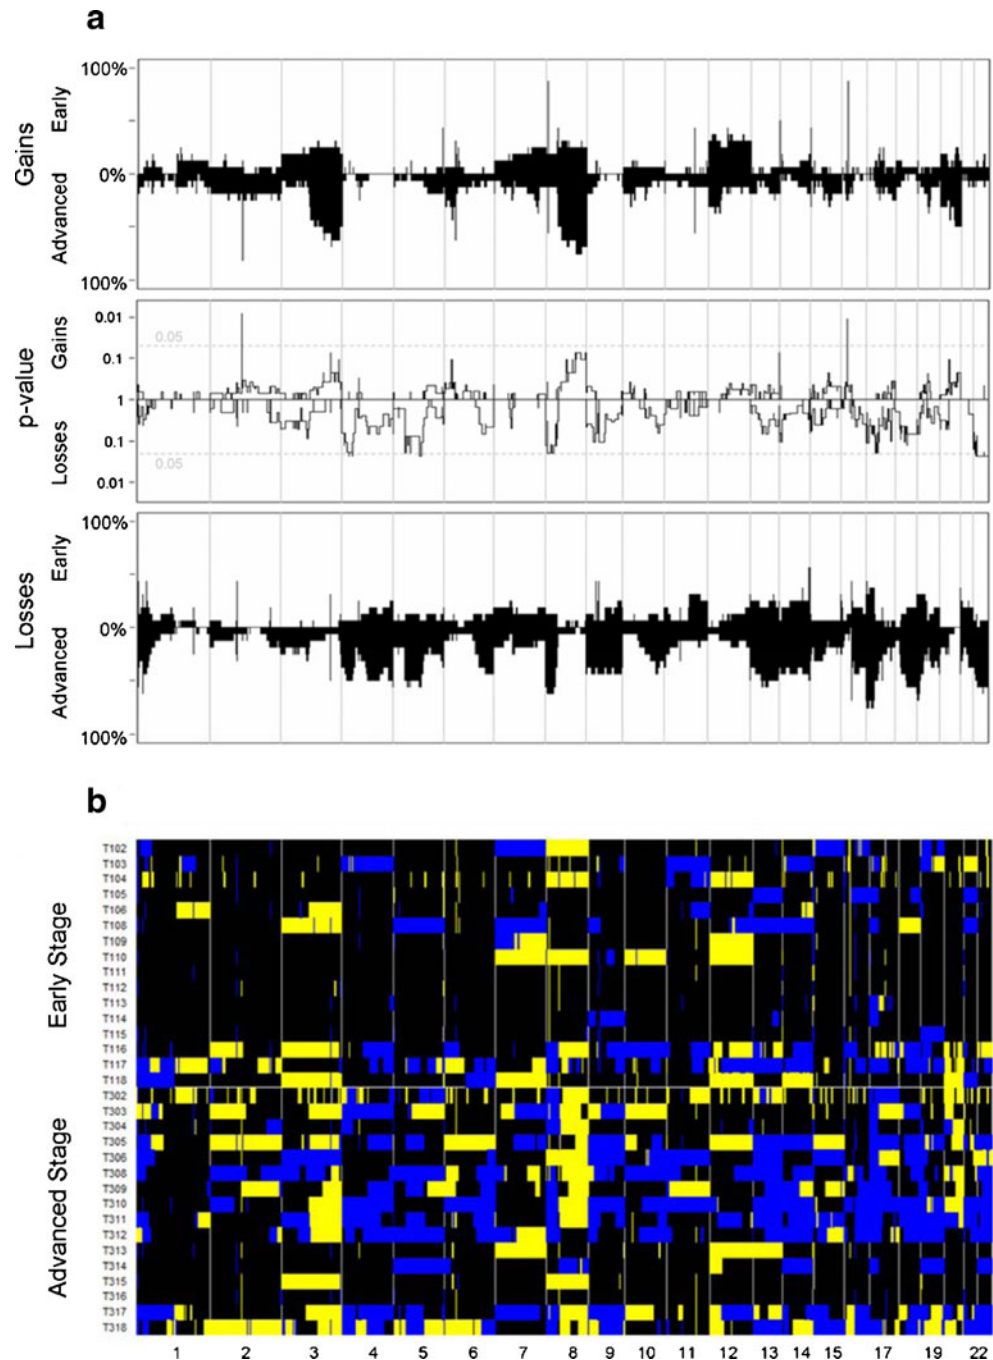 a
100%
Early
Gains
0%
Advanced
100%
0.01
0.05
Gains
0.1
p-value
1
Losses
0.1
0.05
0.01
100%
Early
Losses
0%
Advanced
100%
b
Early Stage
T102
T103
T104
T105
T106
T108
T109
T110
T111
T112
T113
T114
T115
T116
T117
T118
Advanced Stage
T302
T303
T304
T305
T306
T308
T309
T310
T311
T312
T313
T314
T315
T316
T317
T318
1 2 3 4 5 6 7 8 9 10 11 12 13 14 15 17 19 22